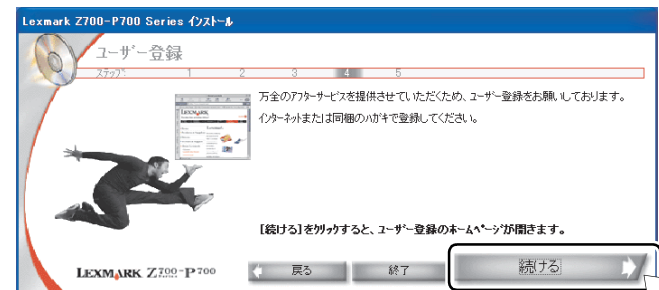 Lexmark Z700-P700 Series インストール
ユーザー登録
ステップ: 1 2 3 4 5
万全のアフターサービスを提供させていただくため、ユーザー登録をお願いしております。
インターネットまたは同梱のハガキで登録してください。
LEXMARK
[続ける]をクリックすると、ユーザー登録のホームページが開きます。
LEXMARK Z700-P700
戻る 終了 続ける